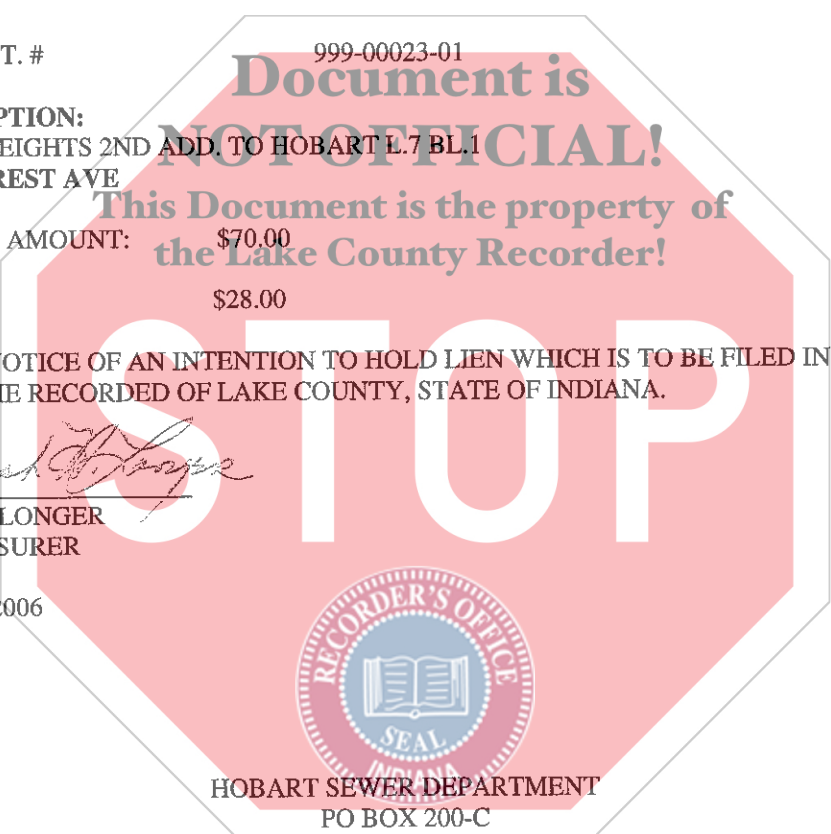 T. # 999-00023-01
Document is
PTION:
EIGHTS 2ND ADD. TO HOBART L.7 BL.1
NOT OFFICIAL!
REST AVE
This Document is the property of
AMOUNT: $70.00
the Lake County Recorder!
$28.00
NOTICE OF AN INTENTION TO HOLD LIEN WHICH IS TO BE FILED IN
HE RECORDED OF LAKE COUNTY, STATE OF INDIANA.
STOP
LONGER
SURER
2006
RECORDER'S OFFICE
SEAL
INDIANA
HOBART SEWER DEPARTMENT
PO BOX 200-C